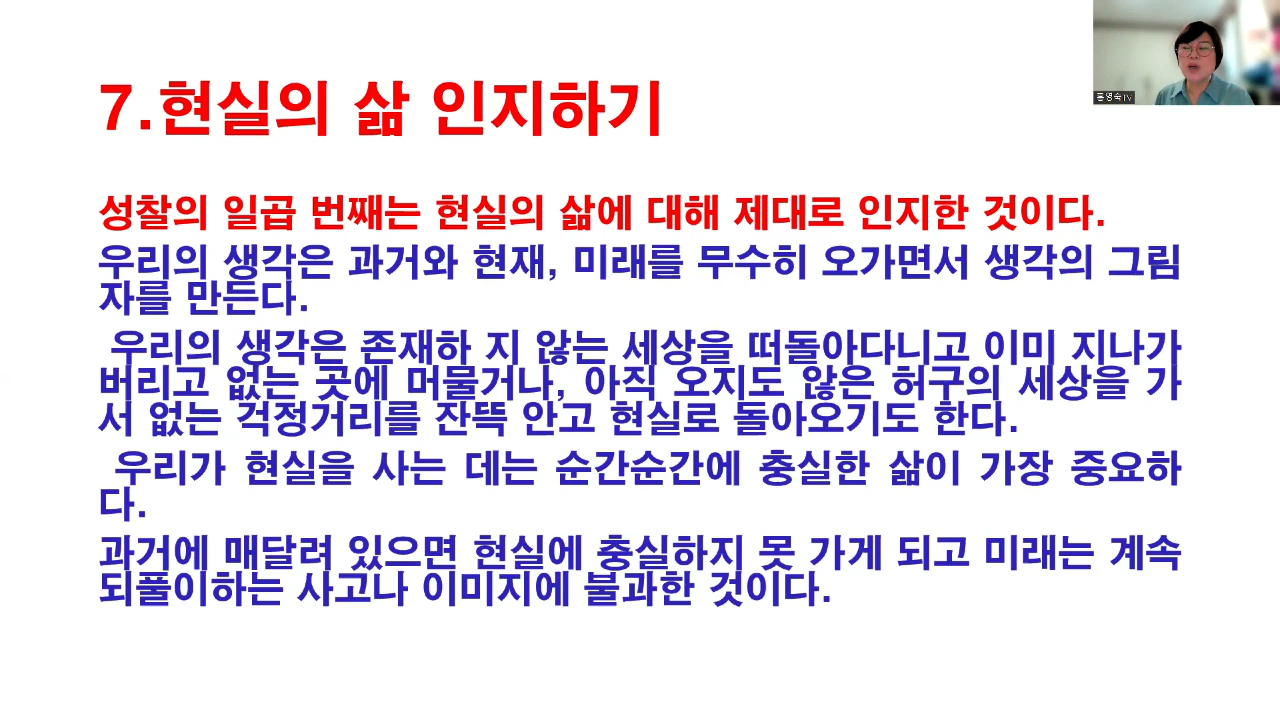 7.현실의 삶 인지하기
홍영숙TV
성찰의 일곱 번째는 현실의 삶에 대해 제대로 인지한 것이다.
우리의 생각은 과거와 현재, 미래를 무수히 오가면서 생각의 그림
자를 만든다.
우리의 생각은 존재하 지 않는 세상을 떠돌아다니고 이미 지나가
버리고 없는 곳에 머물거나, 아직 오지도 않은 허구의 세상을 가
서 없는 걱정거리를 잔뜩 안고 현실로 돌아오기도 한다.
우리가 현실을 사는 데는 순간순간에 충실한 삶이 가장 중요하
다.
과거에 매달려 있으면 현실에 충실하지 못 가게 되고 미래는 계속
되풀이하는 사고나 이미지에 불과한 것이다.